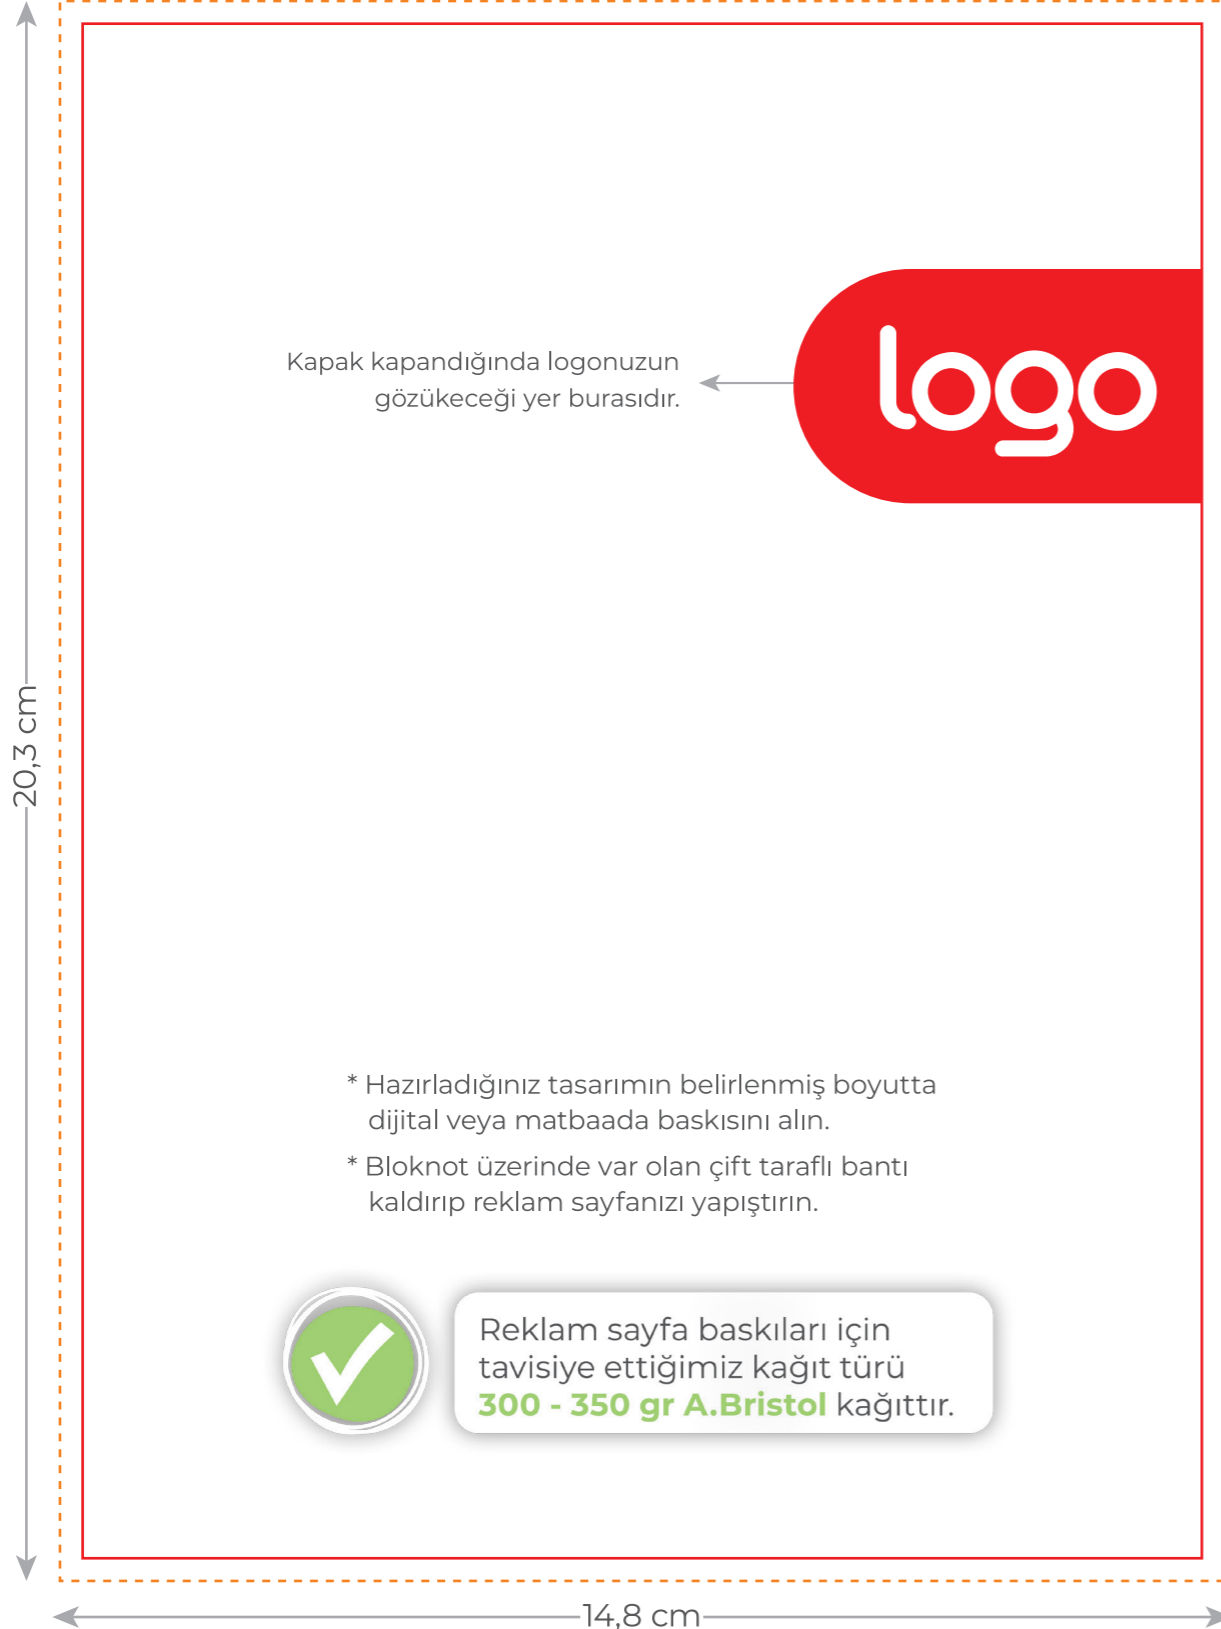 Kapak kapandığında logonuzun
gözükeceği yer burasıdır.
logo
20,3 cm
* Hazırladığınız tasarımın belirlenmiş boyutta
dijital veya matbaada baskısını alın.
* Bloknot üzerinde var olan çift taraflı bantı
kaldırıp reklam sayfanızı yapıştırın.
Reklam sayfa baskıları için
tavisiye ettiğimiz kağıt türü
300 - 350 gr A.Bristol kağıttır.
14,8 cm